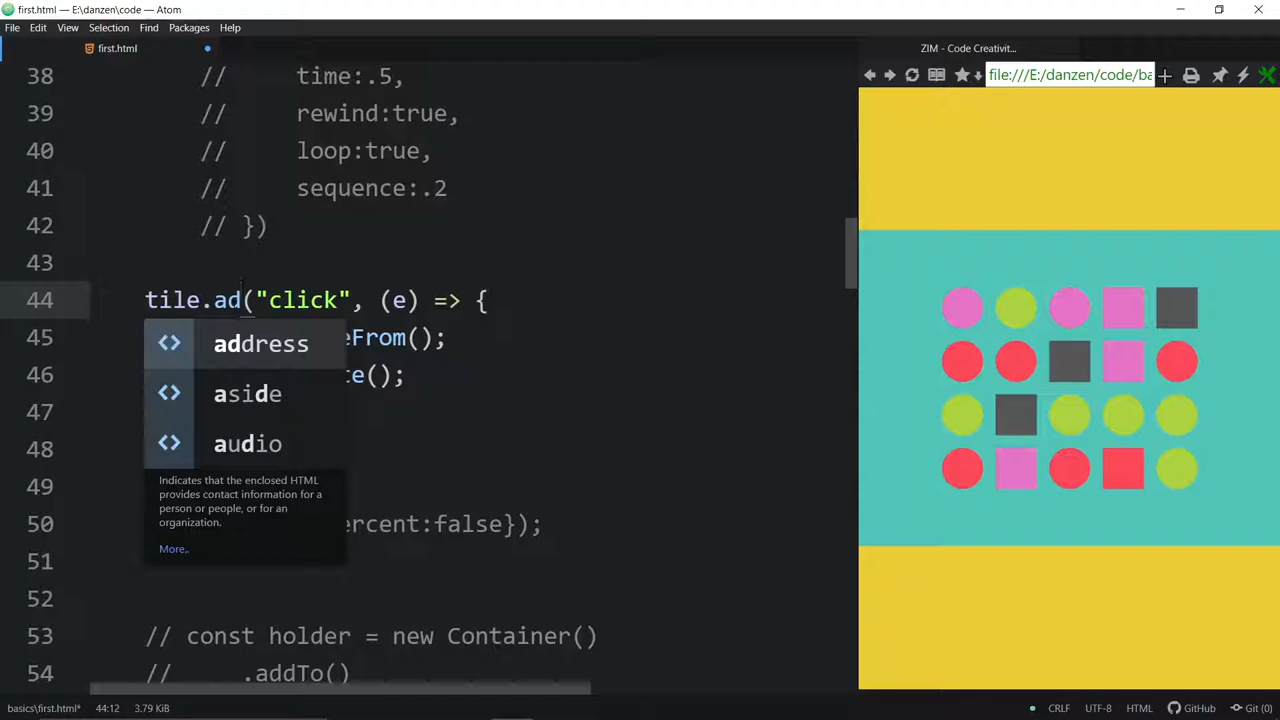 first.html — E:\danzen\code — Atom
File Edit View Selection Find Packages Help
first.html
ZIM - Code Creativit...
file:///E:/danzen/code/ba
38 // time:.5,
39 // rewind:true,
40 // loop:true,
41 // sequence:.2
42 // })
43
44 tile.ad("click", (e) => {
45 eFrom();
46 te();
47
48
49
50 ercent:false});
51
52
53 // const holder = new Container()
54 // .addTo()
<> address
<> aside
<> audio
Indicates that the enclosed HTML
provides contact information for a
person or people, or for an
organization.
More..
basics\first.html* 44:12 3.79 KiB CRLF UTF-8 HTML GitHub Git (0)